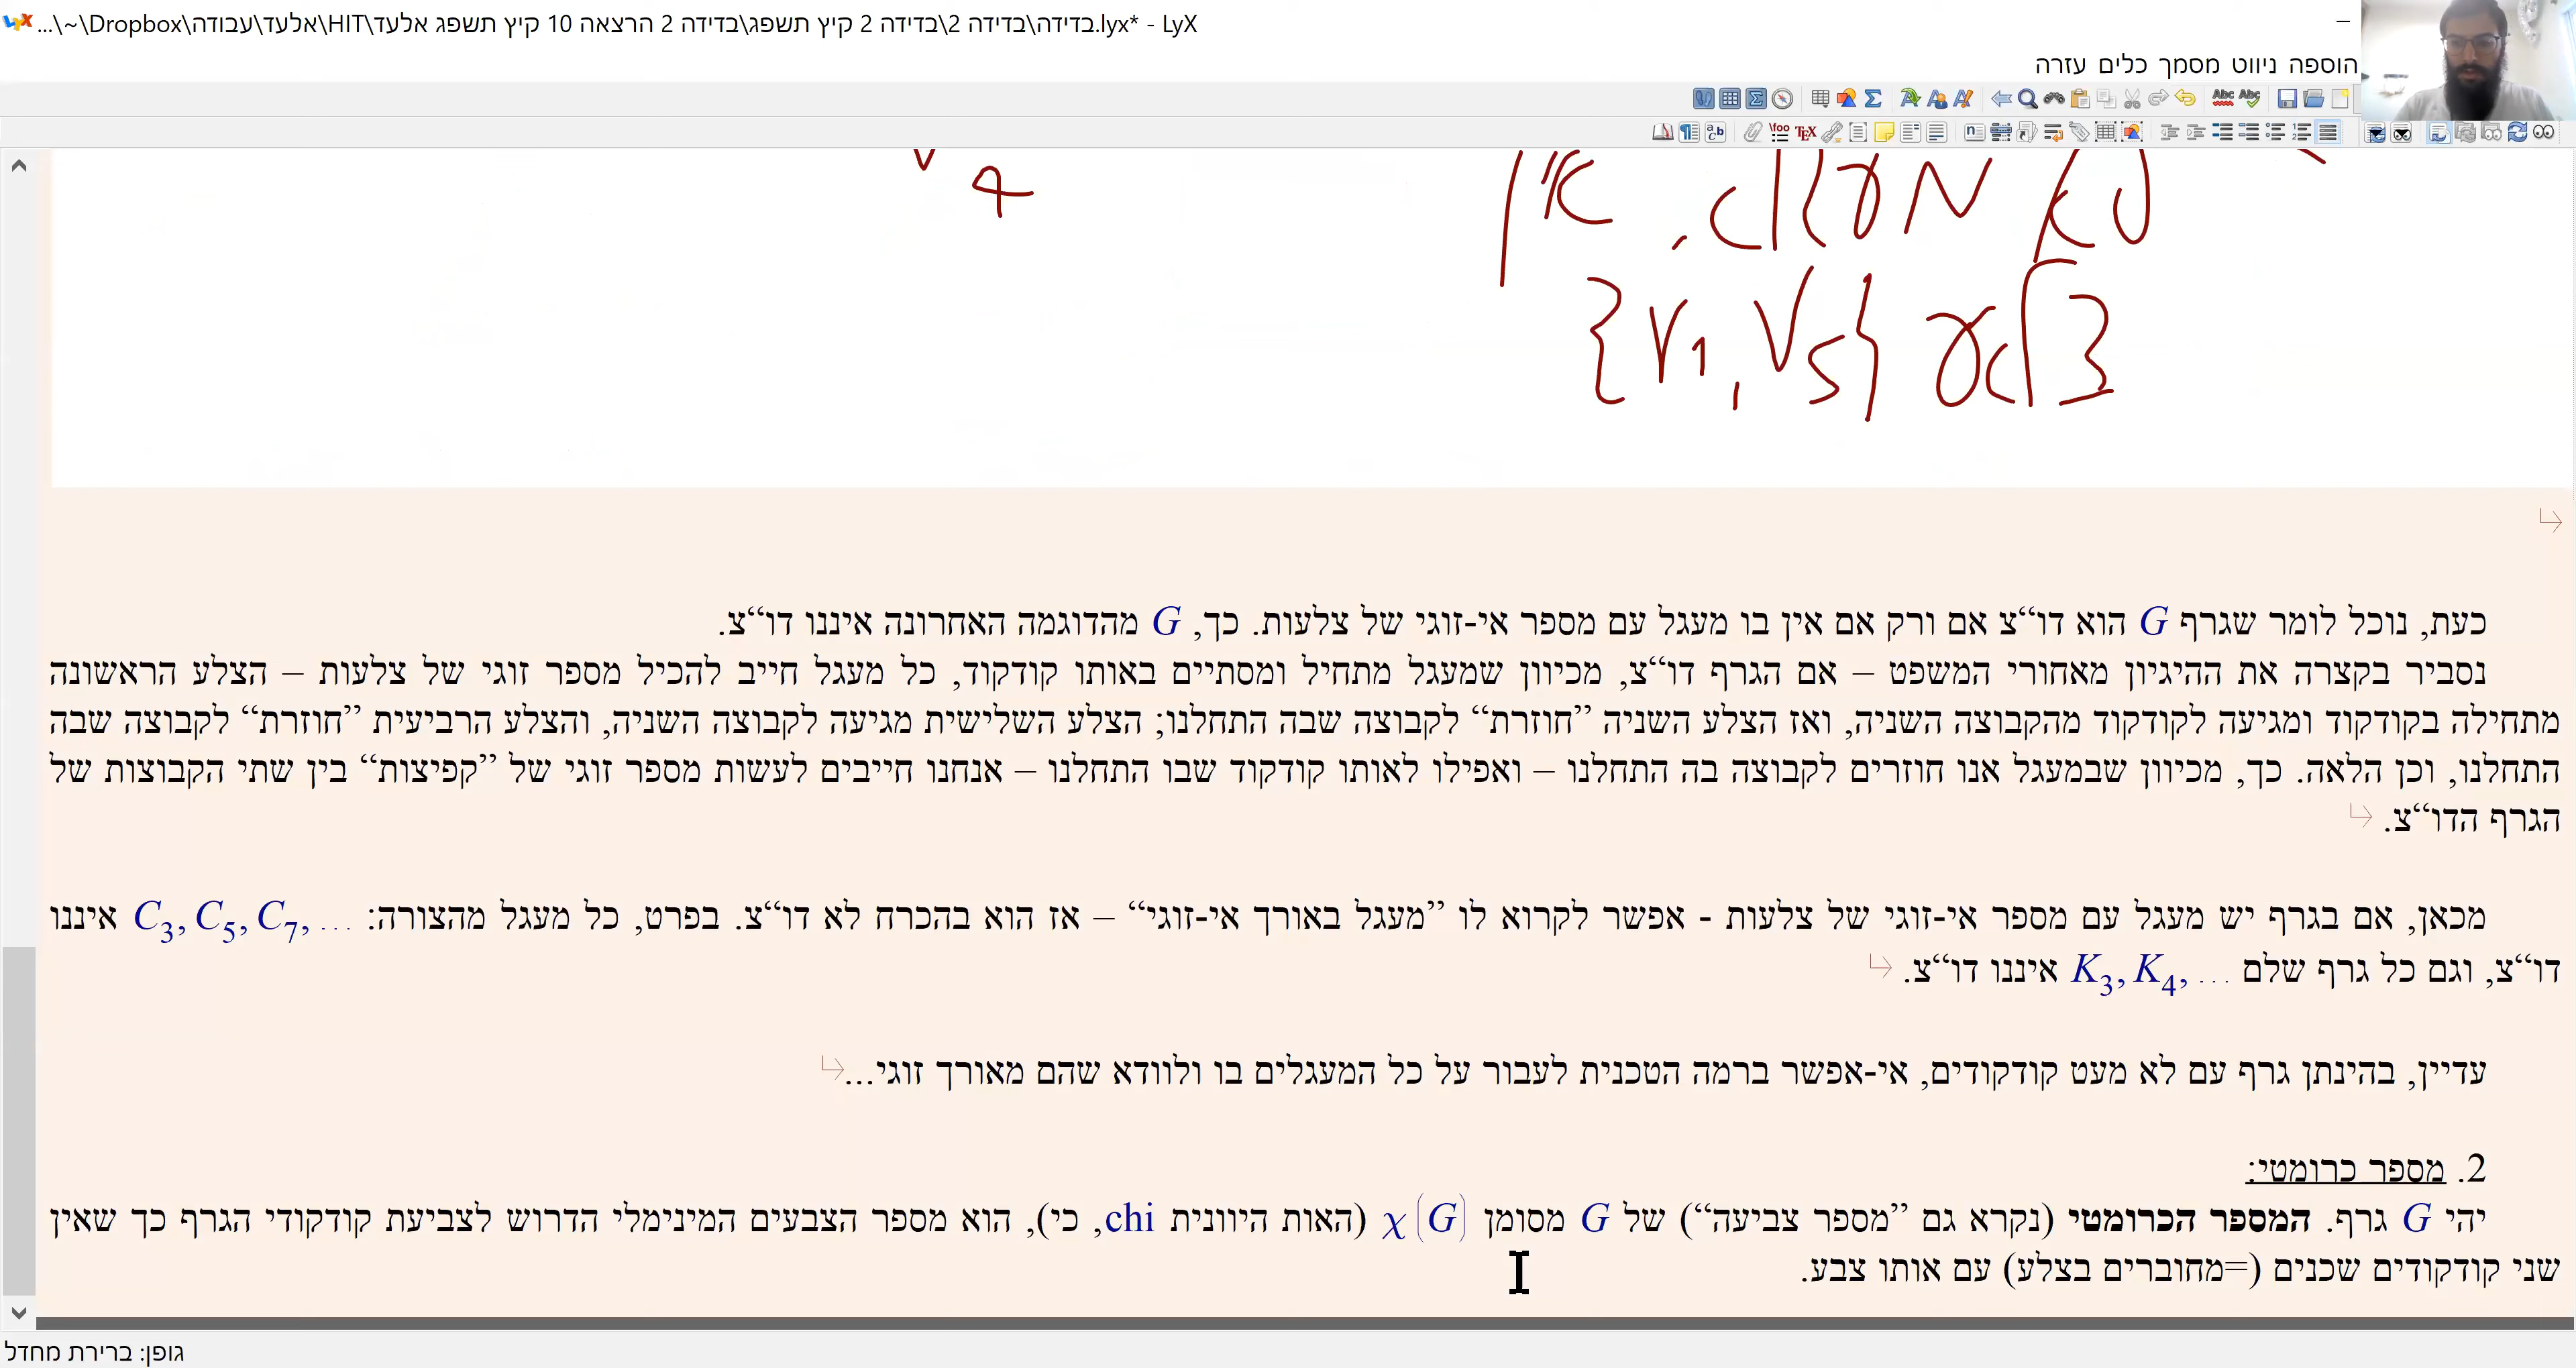 בדידה\בדידה 2\בדידה 2 קיץ תשפג\בדידה 2 הרצאה 10 קיץ תשפג אלעד\HIT\אלעד\עבודה\Dropbox\~\... .lyx* - LyX
הוספה ניווט מסמך כלים עזרה
4
{v1, v5} צלע
כעת, נוכל לומר שגרף G הוא דו“צ אם ורק אם אין בו מעגל עם מספר אי-זוגי של צלעות. כך, G מהדוגמה האחרונה איננו דו“צ.
נסביר בקצרה את ההיגיון מאחורי המשפט – אם הגרף דו“צ, מכיוון שמעגל מתחיל ומסתיים באותו קודקוד, כל מעגל חייב להכיל מספר זוגי של צלעות – הצלע הראשונה
מתחילה בקודקוד ומגיעה לקודקוד מהקבוצה השניה, ואז הצלע השניה ”חוזרת“ לקבוצה שבה התחלנו; הצלע השלישית מגיעה לקבוצה השניה, והצלע הרביעית ”חוזרת“ לקבוצה שבה
התחלנו, וכן הלאה. כך, מכיוון שבמעגל אנו חוזרים לקבוצה בה התחלנו – ואפילו לאותו קודקוד שבו התחלנו – אנחנו חייבים לעשות מספר זוגי של ”קפיצות“ בין שתי הקבוצות של
הגרף הדו“צ.
מכאן, אם בגרף יש מעגל עם מספר אי-זוגי של צלעות - אפשר לקרוא לו ”מעגל באורך אי-זוגי“ – אז הוא בהכרח לא דו“צ. בפרט, כל מעגל מהצורה: C3, C5, C7, ... איננו
דו“צ, וגם כל גרף שלם K3, K4, ... איננו דו“צ.
עדיין, בהינתן גרף עם לא מעט קודקודים, אי-אפשר ברמה הטכנית לעבור על כל המעגלים בו ולוודא שהם מאורך זוגי...
2. מספר כרומטי:
יהי G גרף. המספר הכרומטי (נקרא גם ”מספר צביעה“) של G מסומן χ(G) (האות היוונית chi, כי), הוא מספר הצבעים המינימלי הדרוש לצביעת קודקודי הגרף כך שאין
שני קודקודים שכנים (=מחוברים בצלע) עם אותו צבע.
גופן: ברירת מחדל